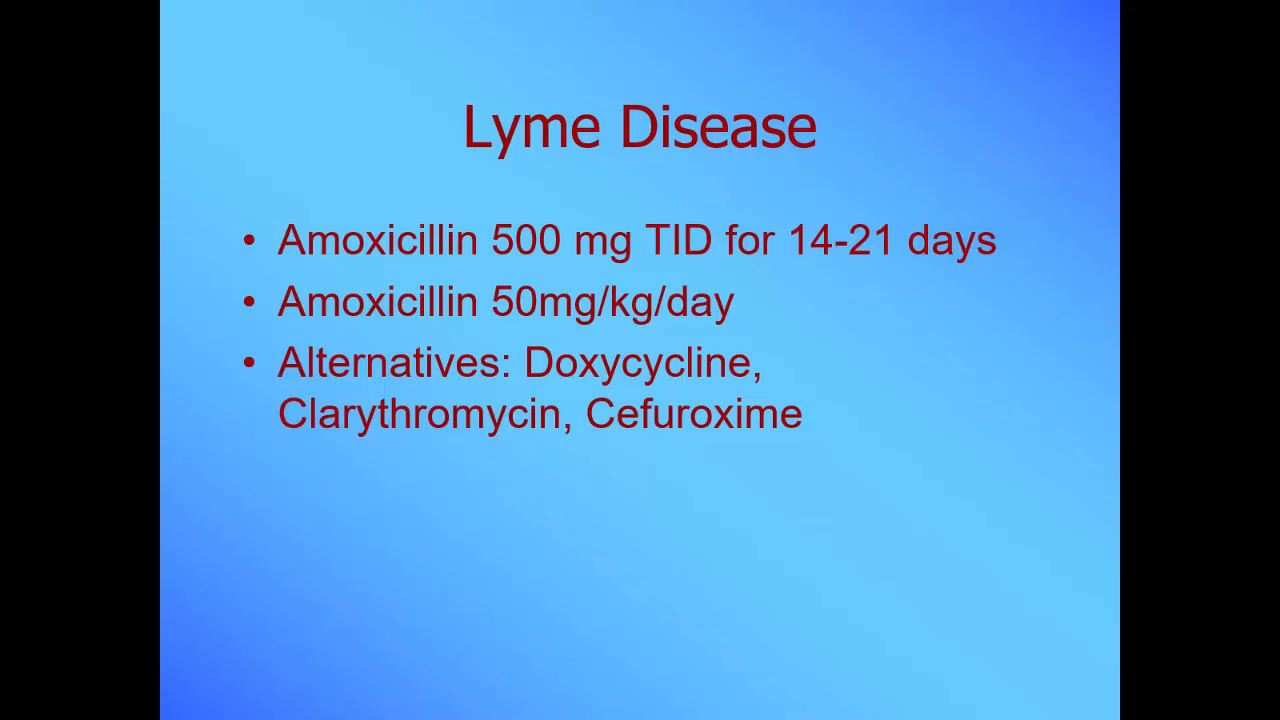 Lyme Disease
• Amoxicillin 500 mg TID for 14-21 days
• Amoxicillin 50mg/kg/day
• Alternatives: Doxycycline,
Clarythromycin, Cefuroxime